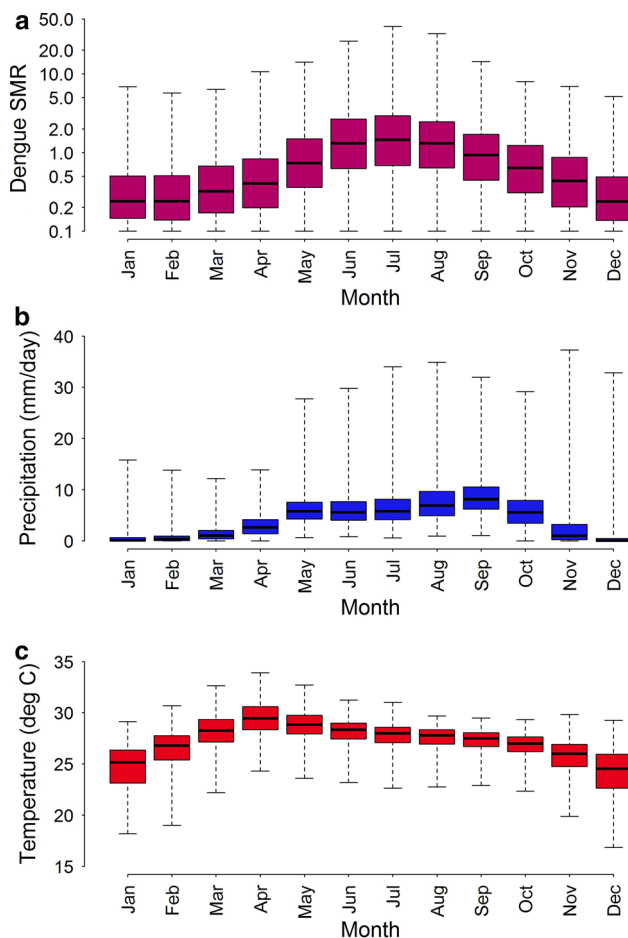 a
Dengue SMR
50.0
20.0
10.0
5.0
2.0
1.0
0.5
0.2
0.1
Jan Feb Mar Apr May Jun Jul Aug Sep Oct Nov Dec
Month
b
Precipitation (mm/day)
40
30
20
10
0
Jan Feb Mar Apr May Jun Jul Aug Sep Oct Nov Dec
Month
c
Temperature (deg C)
35
30
25
20
15
Jan Feb Mar Apr May Jun Jul Aug Sep Oct Nov Dec
Month